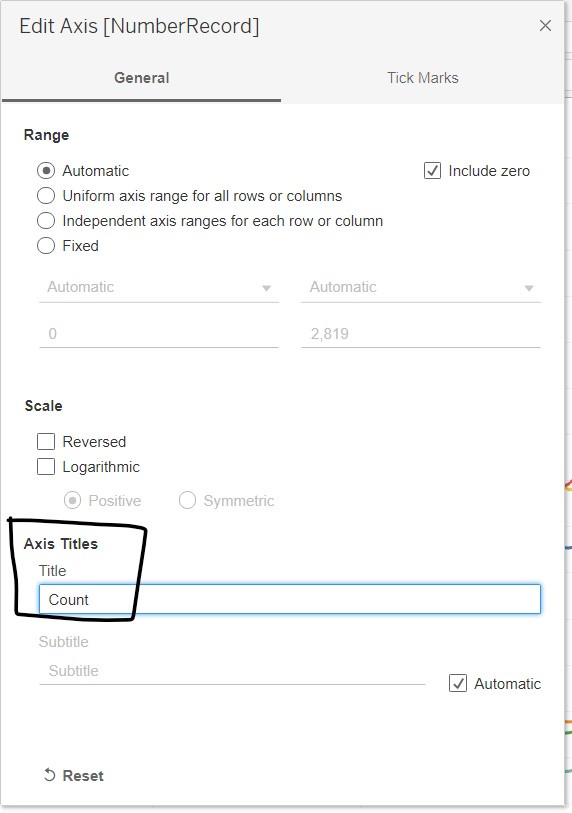 Edit Axis [NumberRecord]
General Tick Marks
Range
Automatic Include zero
Uniform axis range for all rows or columns
Independent axis ranges for each row or column
Fixed
Automatic Automatic
0 2,819
Scale
Reversed
Logarithmic
Positive Symmetric
Axis Titles
Title
Count
Subtitle
Subtitle
Automatic
Reset